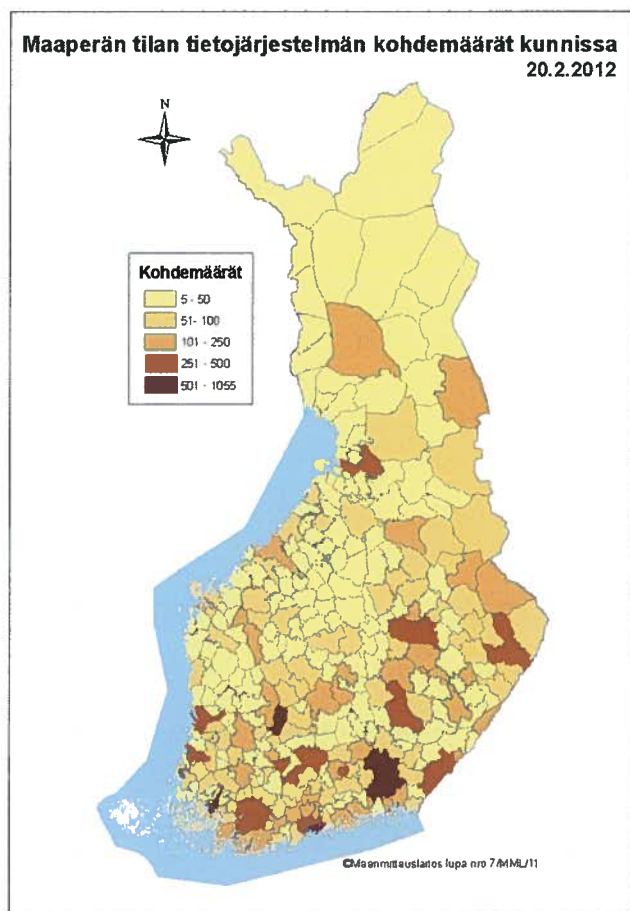 Maaperän tilan tietojärjestelmän kohdemäärät kunnissa
20.2.2012
N
Kohdemäärät
5 - 50
51- 100
101 - 250
251 - 500
501 - 1055
©Maanmittauslaitos lupa nro 7/MML/11